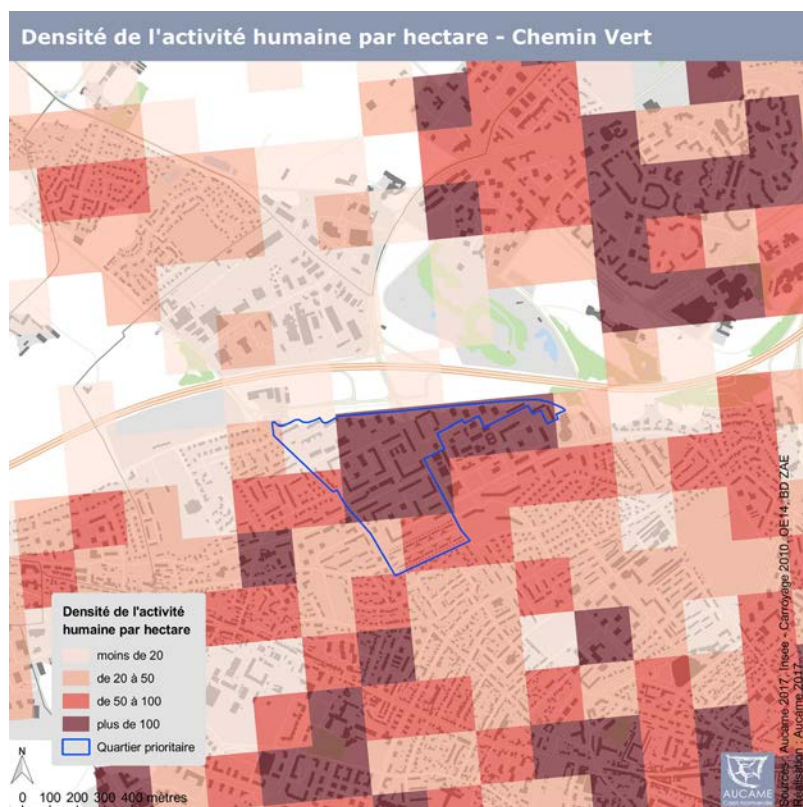 Densité de l'activité humaine par hectare - Chemin Vert
Densité de l'activité
humaine par hectare
moins de 20
de 20 à 50
de 50 à 100
plus de 100
Quartier prioritaire
N
0 100 200 300 400 mètres
Sources : Aucame 2017, Insee - Carroyage 2010, OE14, BD ZAE
Réalisation : Aucame 2017
AUCAME
Caen Normandie